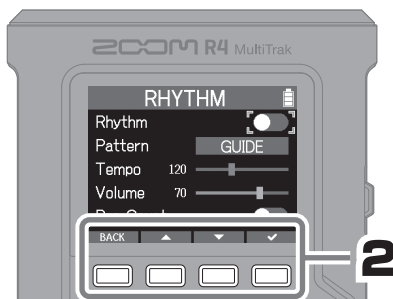 ZOOM R4 MultiTrak
RHYTHM
Rhythm
Pattern GUIDE
Tempo 120
Volume 70
BACK
2